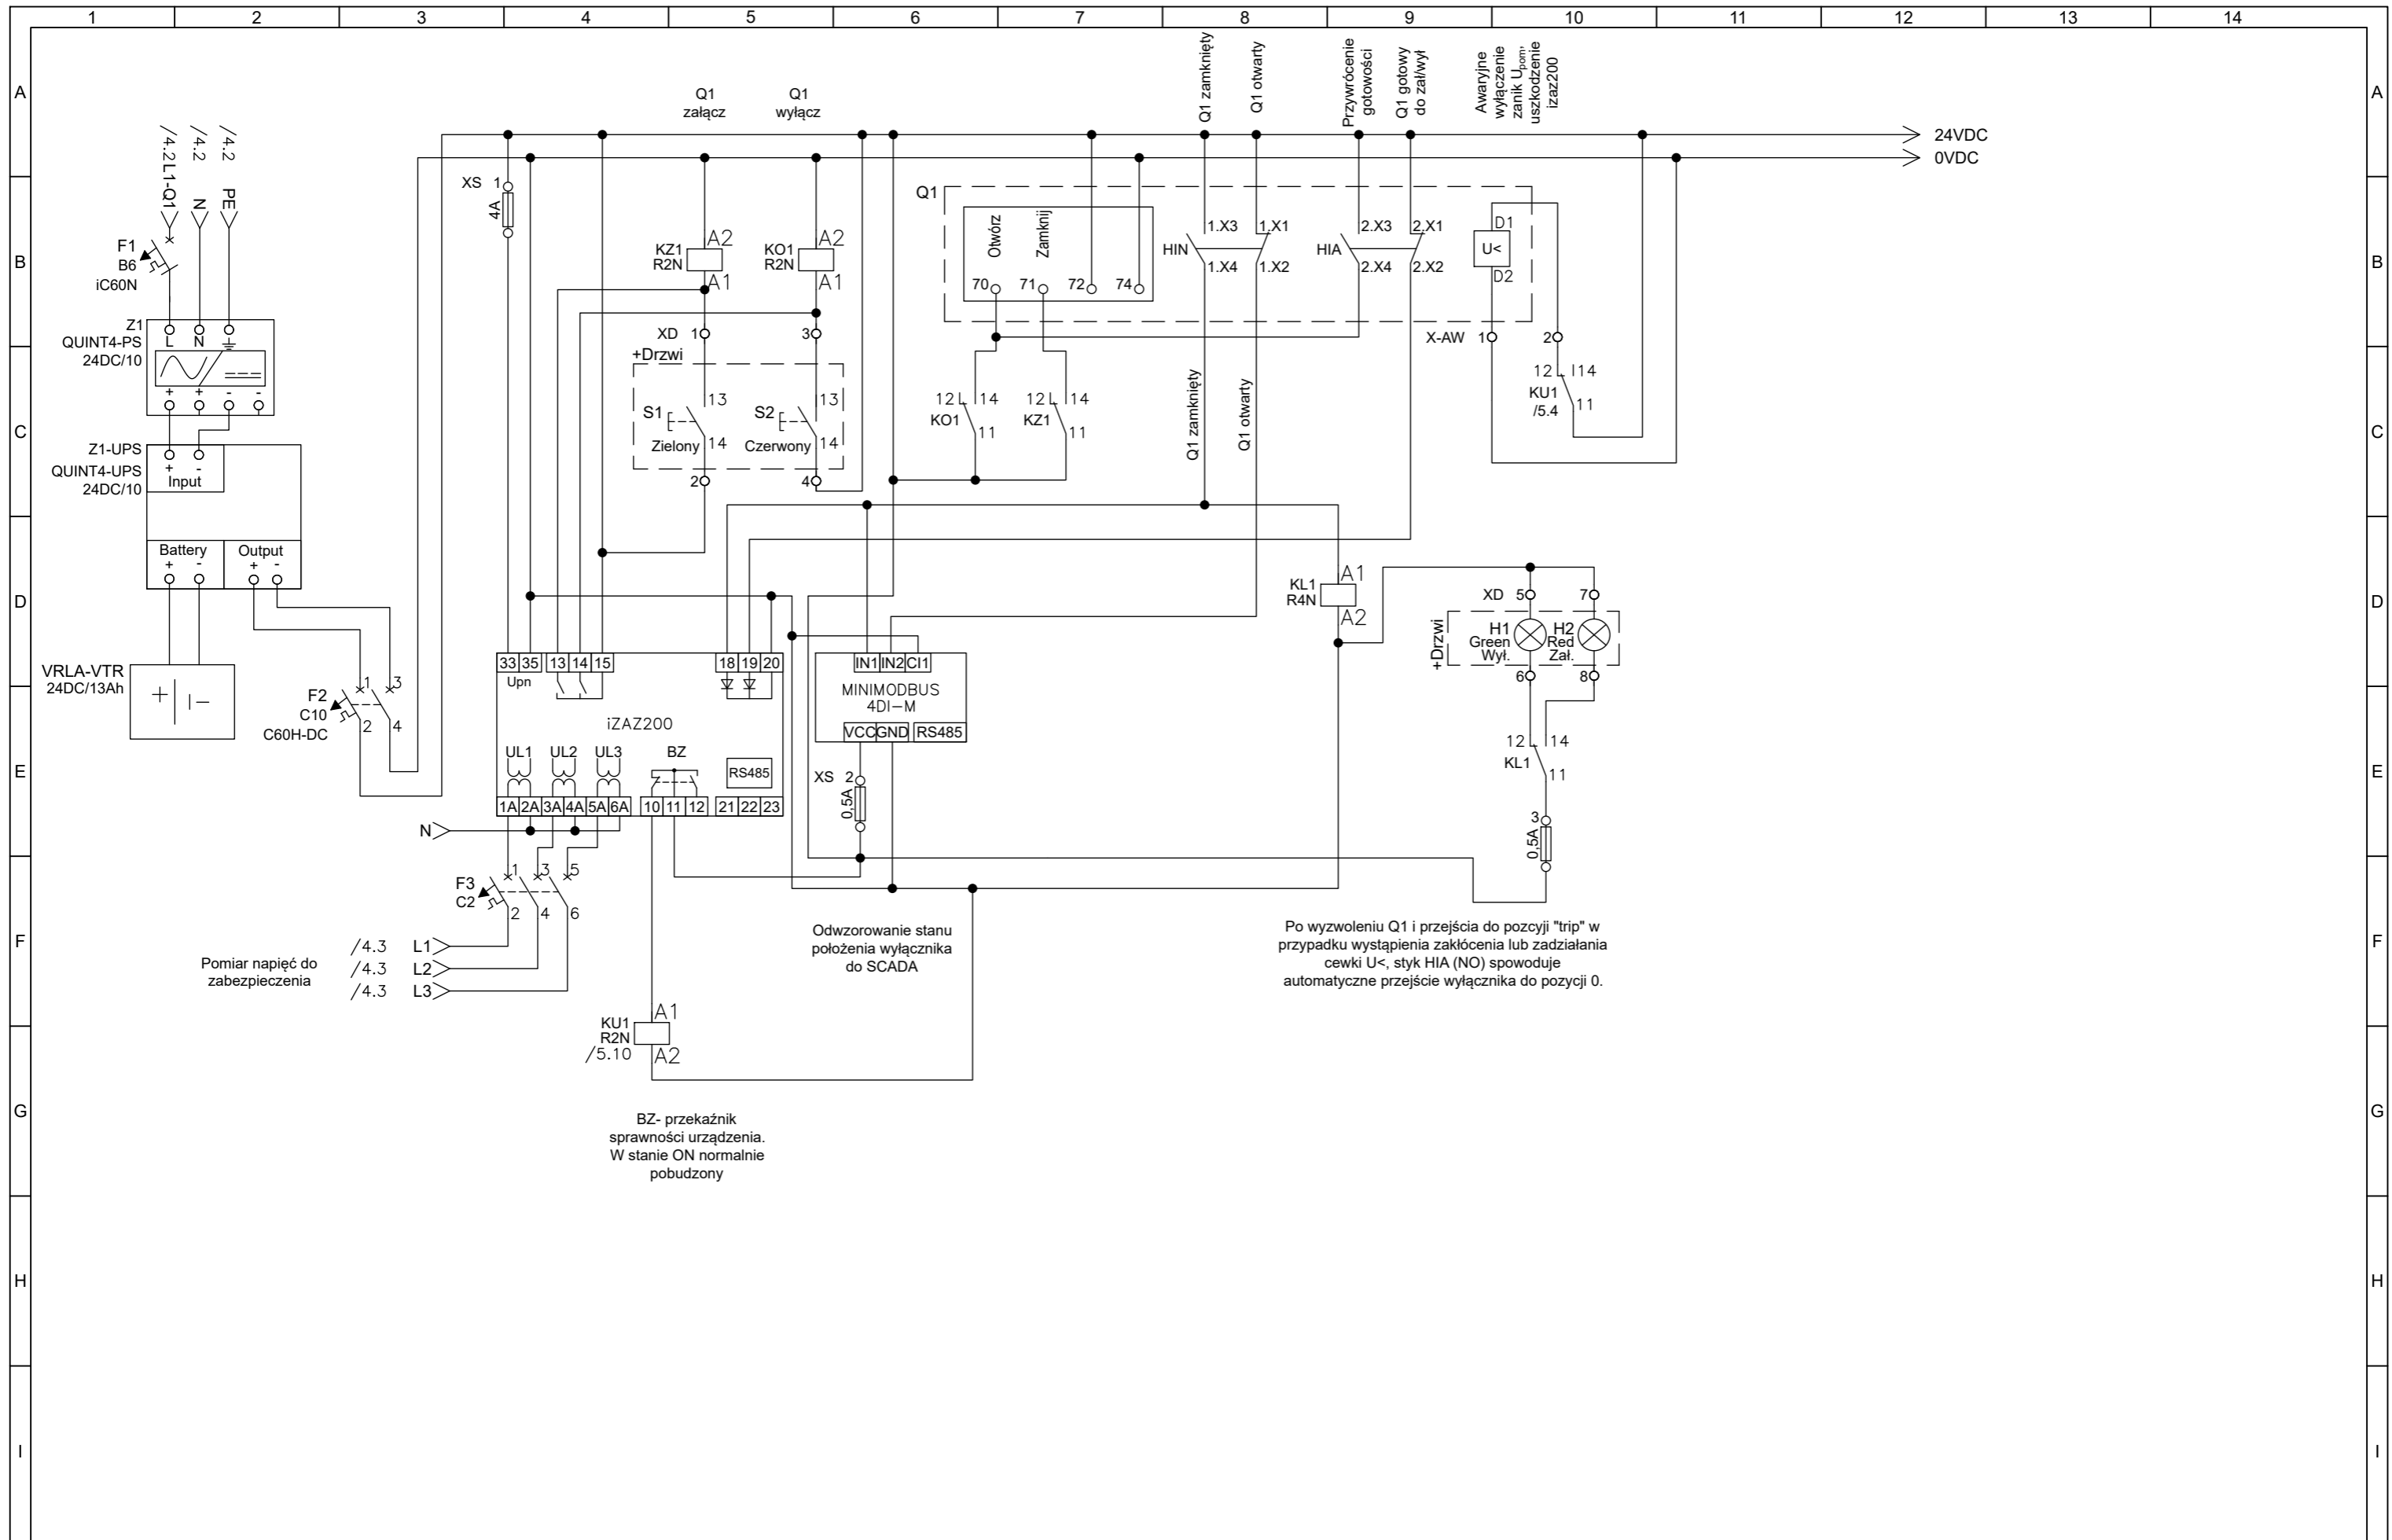 1 2 3 4 5 6 7 8 9 10 11 12 13 14
A
A
B
B
C
C
D
D
E
E
F
F
G
G
H
H
I
I
Q1
załącz
Q1
wyłącz
Q1 zamknięty
Q1 otwarty
Przywrócenie
gotowości
Q1 gotowy
do zał/wył
Awaryjne
wyłączenie
zanik Upom,
uszkodzenie
izaz200
24VDC
0VDC
/4.2 L1-Q1
/4.2 N
/4.2 PE
F1
B6
iC60N
Z1
QUINT4-PS
24DC/10
L N
+ + - -
Z1-UPS
QUINT4-UPS
24DC/10
+ -
Input
Battery
+ -
Output
+ -
VRLA-VTR
24DC/13Ah
F2
C10
C60H-DC
1 3
2 4
XS 1
4A
KZ1
R2N
A2
A1
KO1
R2N
A2
A1
XD 1 3
+Drzwi
S1
Zielony
13
14
S2
Czerwony
13
14
2 4
Q1
Otwórz
Zamknij
70 71 72 74
HIN
1.X3
1.X4
1.X1
1.X2
HIA
2.X3
2.X4
2.X1
2.X2
D1
U<
D2
X-AW 1 2
12 14
KU1
/5.4
11
12 14
KO1
11
12 14
KZ1
11
Q1 zamknięty
Q1 otwarty
KL1
R4N
A1
A2
XD 5 7
+Drzwi
H1
Green
Wył.
H2
Red
Zał.
6 8
12 14
KL1
11
3
0,5A
33 35 13 14 15 18 19 20
Upn
iZAZ200
UL1 UL2 UL3 BZ
RS485
1A 2A 3A 4A 5A 6A 10 11 12 21 22 23
IN1 IN2 CI1
MINIMODBUS
4DI-M
VCC GND RS485
XS 2
0,5A
N
F3
C2
1 3 5
2 4 6
/4.3 L1
/4.3 L2
/4.3 L3
Pomiar napięć do
zabezpieczenia
Odwzorowanie stanu
położenia wyłącznika
do SCADA
Po wyzwoleniu Q1 i przejścia do pozcyji "trip" w
przypadku wystąpienia zakłócenia lub zadziałania
cewki U<, styk HIA (NO) spowoduje
automatyczne przejście wyłącznika do pozycji 0.
KU1
R2N
/5.10
A1
A2
BZ- przekaźnik
sprawności urządzenia.
W stanie ON normalnie
pobudzony